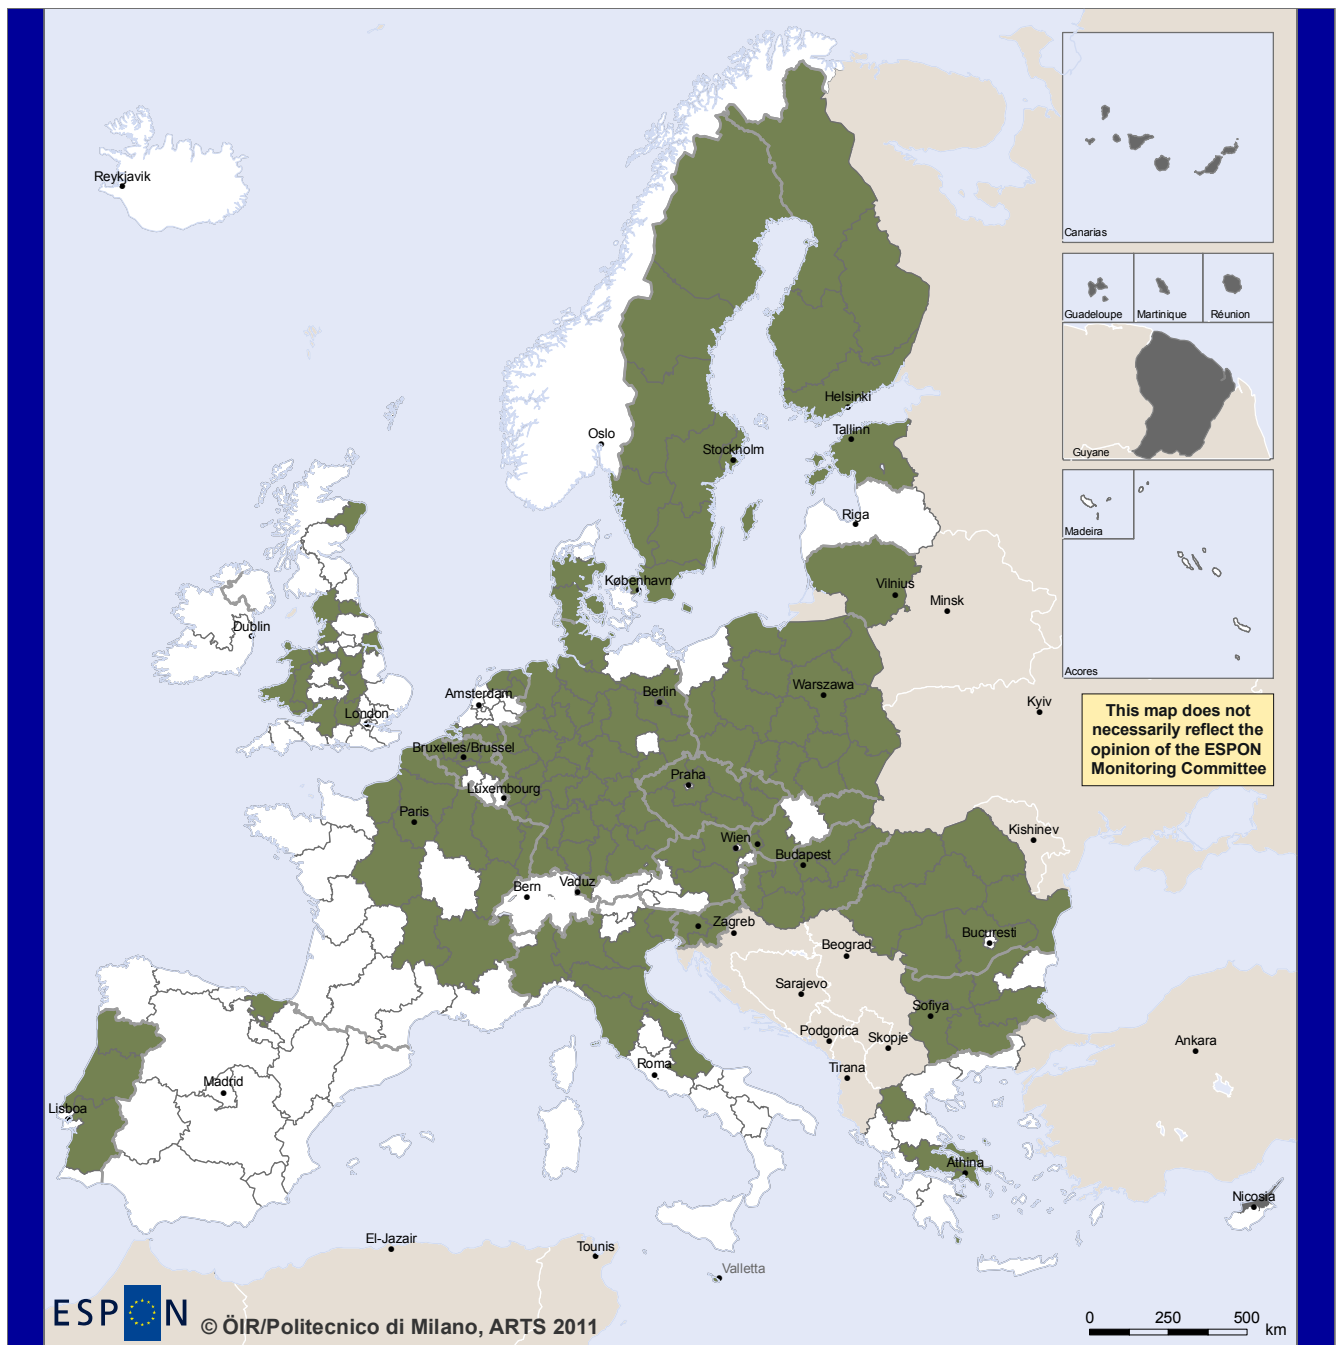 Reykjavik
Canarias
Guadeloupe
Martinique
Réunion
Guyane
Madeira
Acores
This map does not
necessarily reflect the
opinion of the ESPON
Monitoring Committee
Oslo
Helsinki
Tallinn
Stockholm
Riga
København
Vilnius
Minsk
Dublin
Amsterdam
Berlin
Warszawa
London
Kyiv
Bruxelles/Brussel
Praha
Luxembourg
Paris
Wien
Kishinev
Budapest
Bern
Vaduz
Zagreb
Bucuresti
Beograd
Sarajevo
Sofiya
Podgorica
Skopje
Ankara
Roma
Tirana
Madrid
Lisboa
Athina
Nicosia
El-Jazair
Tounis
Valletta
ESPON
© ÖIR/Politecnico di Milano, ARTS 2011
0 250 500
km